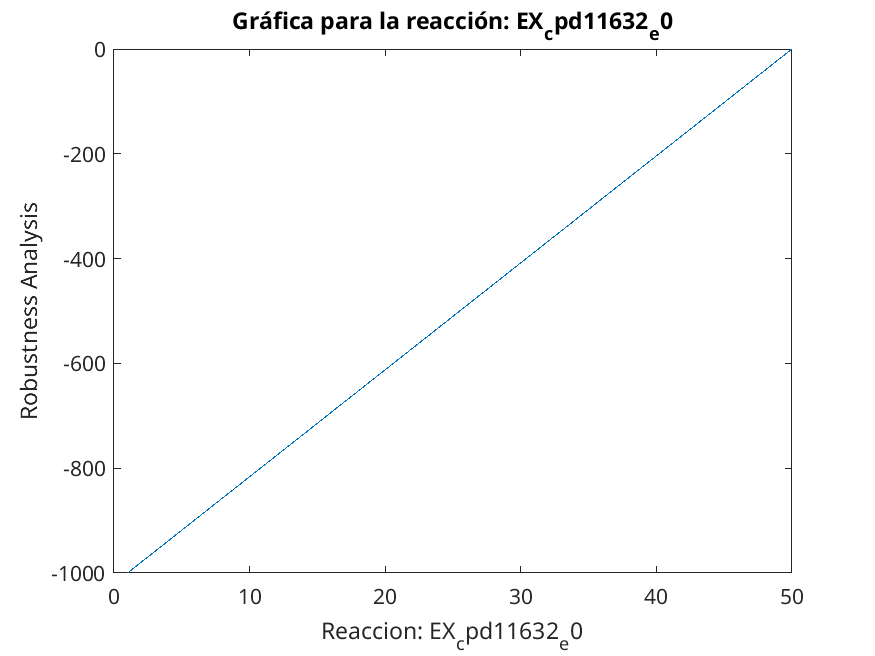 Gráfica para la reacción: EX_cpd11632_e0
0
-200
-400
-600
-800
-1000
Robustness Analysis
0 10 20 30 40 50
Reaccion: EX_cpd11632_e0